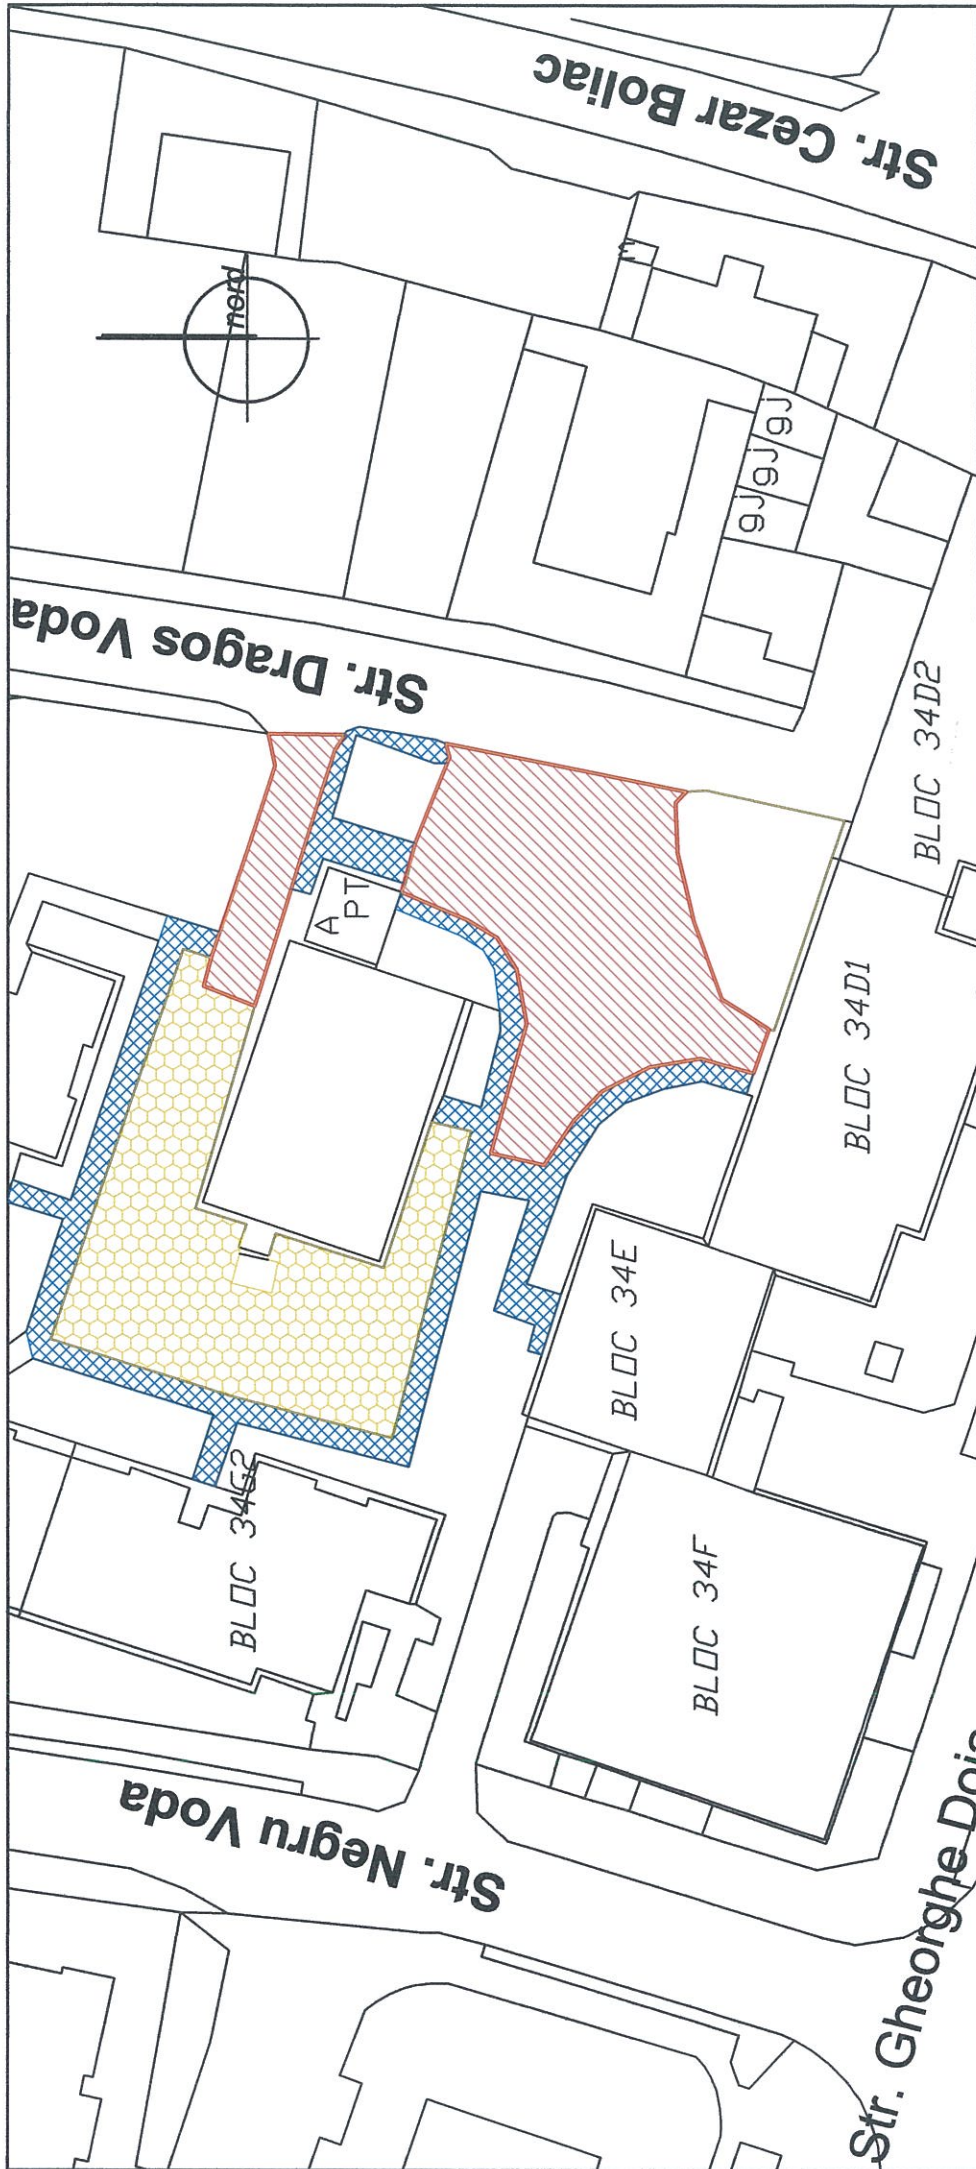 Str. Cezar Boliac
nord
E
gj
gj
gj
Str. Dragos Voda
BLOC 34D2
A
PT
BLOC 34D1
BLOC 34E
BLOC 34G2
BLOC 34F
Str. Negru Voda
Str. Gheorghe Doja